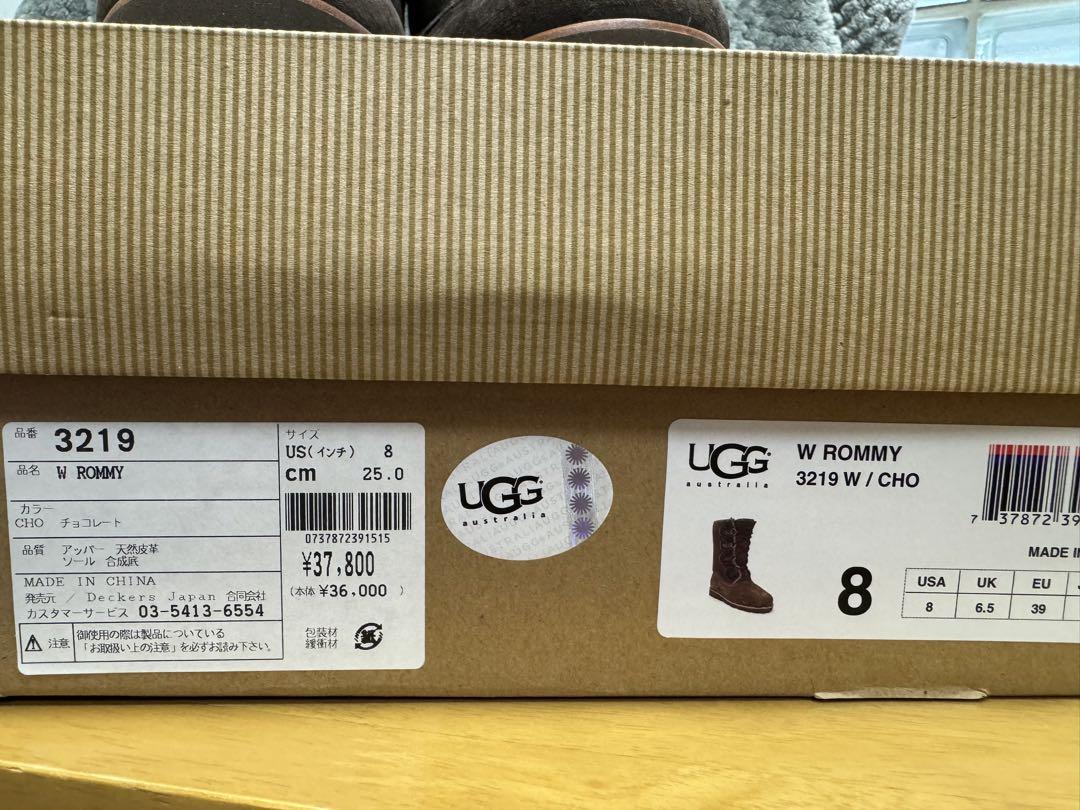 品番 3219
品名 W ROMMY
カラー
CHO チョコレート
品質 アッパー 天然皮革
ソール 合成底
MADE IN CHINA
発売元 / Deckers Japan 合同会社
カスタマーサービス 03-5413-6554
注意 御使用の際は製品についている
「お取扱い上の注意」を必ずお読み下さい。
サイズ
US(インチ) 8
cm 25.0
0737872391515
¥37,800
(本体 ¥36,000 )
包装材
緩衝材
紙
UGG
australia
UGG
australia
W ROMMY
3219 W / CHO
7 37872 39
MADE
8
USA UK EU
8 6.5 39